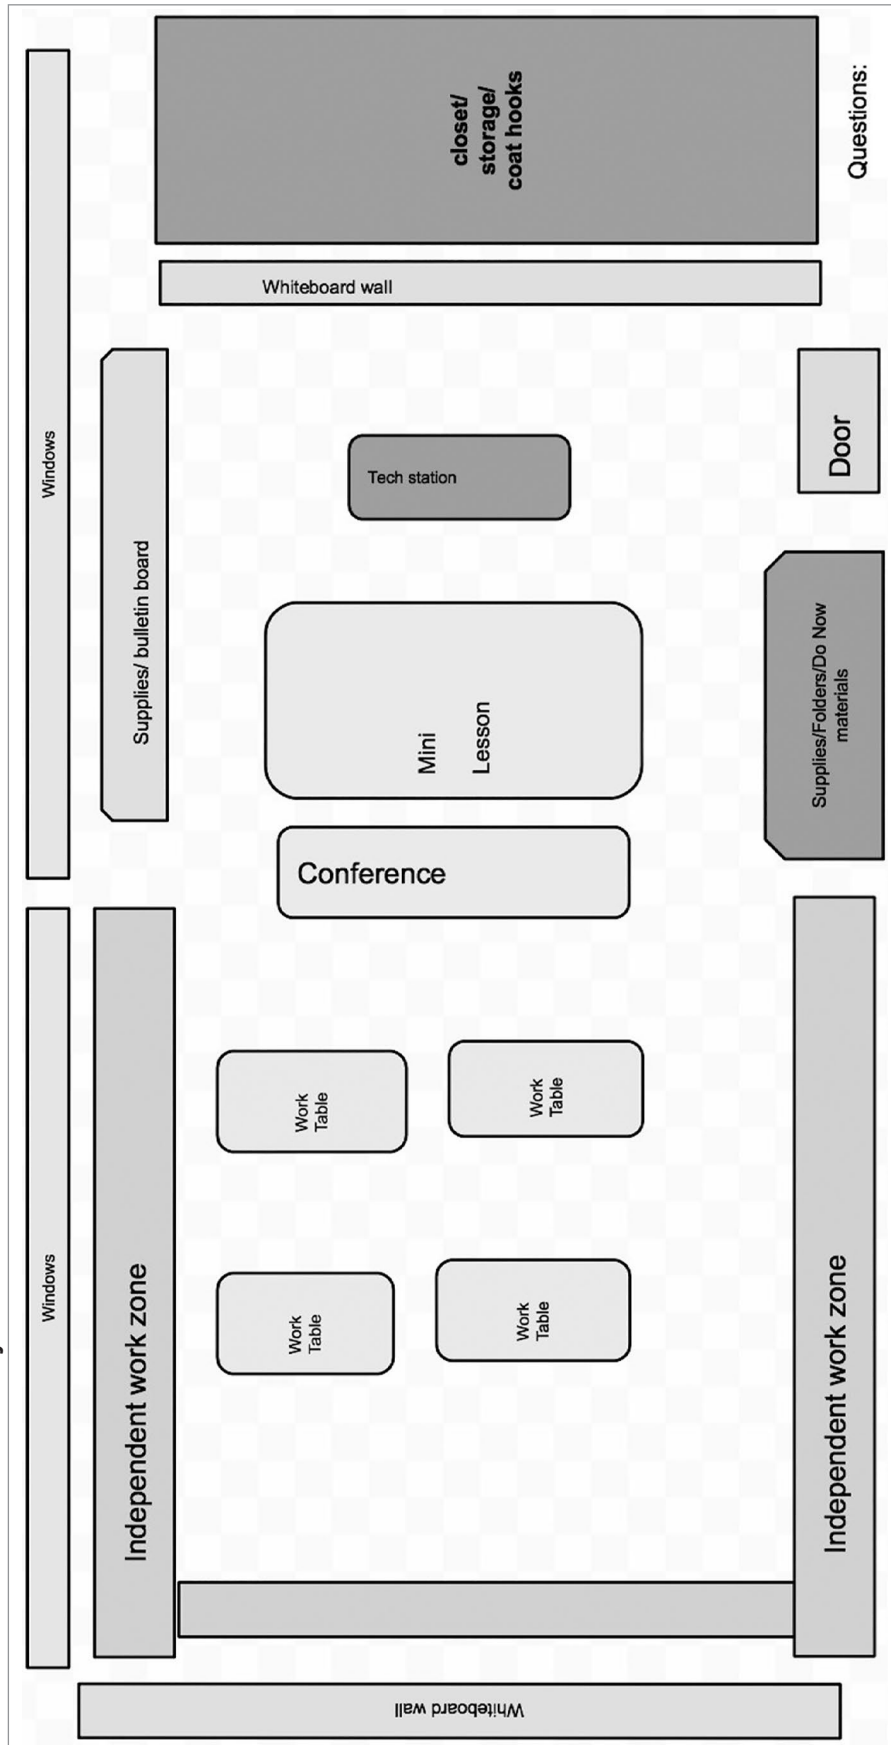 closet/
storage/
coat hooks
Questions:
Whiteboard wall
Windows
Supplies/ bulletin board
Tech station
Door
Mini
Lesson
Supplies/Folders/Do Now
materials
Conference
Work
Table
Work
Table
Work
Table
Work
Table
Windows
Independent work zone
Independent work zone
Whiteboard wall